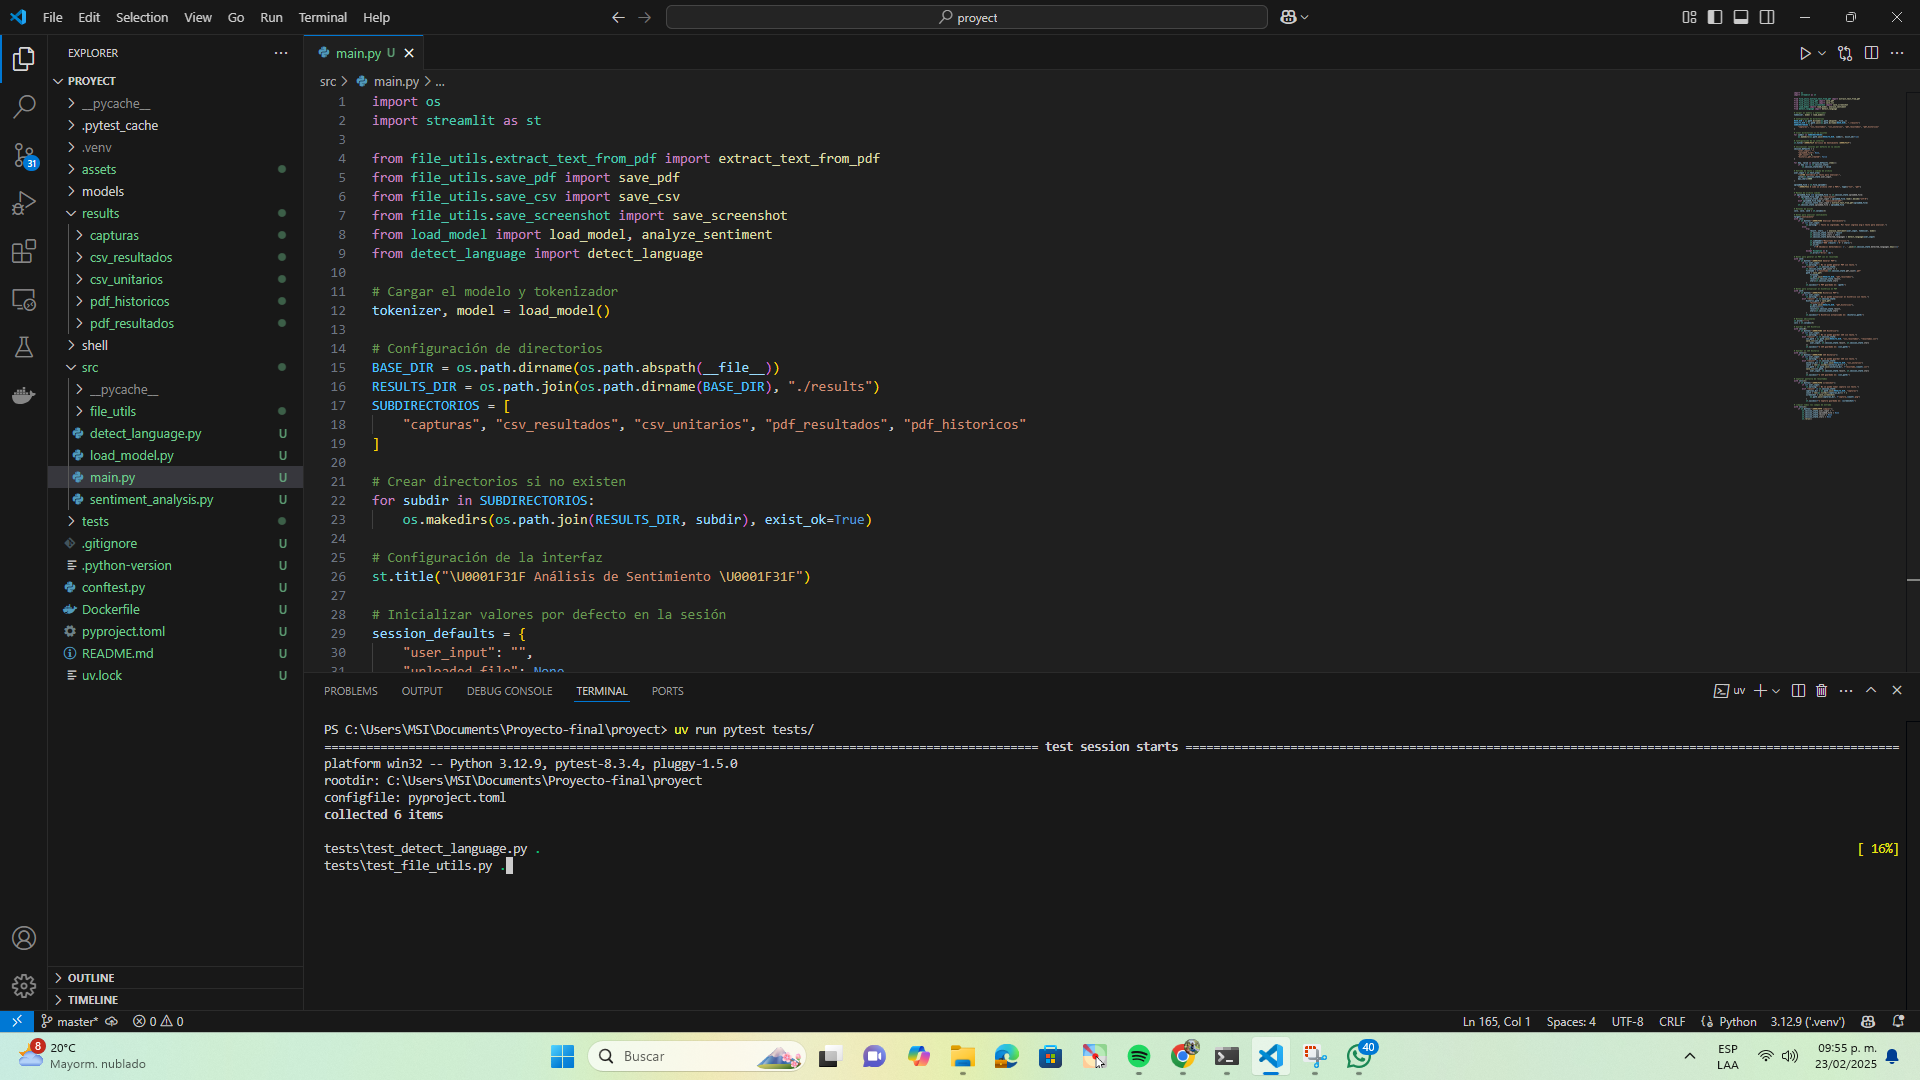 File Edit Selection View Go Run Terminal Help
proyect
EXPLORER
PROYECT
__pycache__
.pytest_cache
.venv
assets
models
results
capturas
csv_resultados
csv_unitarios
pdf_historicos
pdf_resultados
shell
src
__pycache__
file_utils
detect_language.py U
load_model.py U
main.py U
sentiment_analysis.py U
tests
.gitignore U
.python-version U
conftest.py U
Dockerfile U
pyproject.toml U
README.md U
uv.lock U
OUTLINE
TIMELINE
31
main.py U
src > main.py > ...
1 import os
2 import streamlit as st
3
4 from file_utils.extract_text_from_pdf import extract_text_from_pdf
5 from file_utils.save_pdf import save_pdf
6 from file_utils.save_csv import save_csv
7 from file_utils.save_screenshot import save_screenshot
8 from load_model import load_model, analyze_sentiment
9 from detect_language import detect_language
10
11 # Cargar el modelo y tokenizador
12 tokenizer, model = load_model()
13
14 # Configuración de directorios
15 BASE_DIR = os.path.dirname(os.path.abspath(__file__))
16 RESULTS_DIR = os.path.join(os.path.dirname(BASE_DIR), "./results")
17 SUBDIRECTORIOS = [
18 "capturas", "csv_resultados", "csv_unitarios", "pdf_resultados", "pdf_historicos"
19 ]
20
21 # Crear directorios si no existen
22 for subdir in SUBDIRECTORIOS:
23 os.makedirs(os.path.join(RESULTS_DIR, subdir), exist_ok=True)
24
25 # Configuración de la interfaz
26 st.title("\U0001F31F Análisis de Sentimiento \U0001F31F")
27
28 # Inicializar valores por defecto en la sesión
29 session_defaults = {
30 "user_input": "",
31 "uploaded_file": None
PROBLEMS OUTPUT DEBUG CONSOLE TERMINAL PORTS
uv
PS C:\Users\MSI\Documents\Proyecto-final\proyect> uv run pytest tests/
test session starts
platform win32 -- Python 3.12.9, pytest-8.3.4, pluggy-1.5.0
rootdir: C:\Users\MSI\Documents\Proyecto-final\proyect
configfile: pyproject.toml
collected 6 items
tests\test_detect_language.py . [ 16%]
tests\test_file_utils.py .
master* 0 0
Ln 165, Col 1 Spaces: 4 UTF-8 CRLF Python 3.12.9 ('.venv')
8
20°C
Mayorm. nublado
Buscar
40
ESP
LAA
09:55 p. m.
23/02/2025